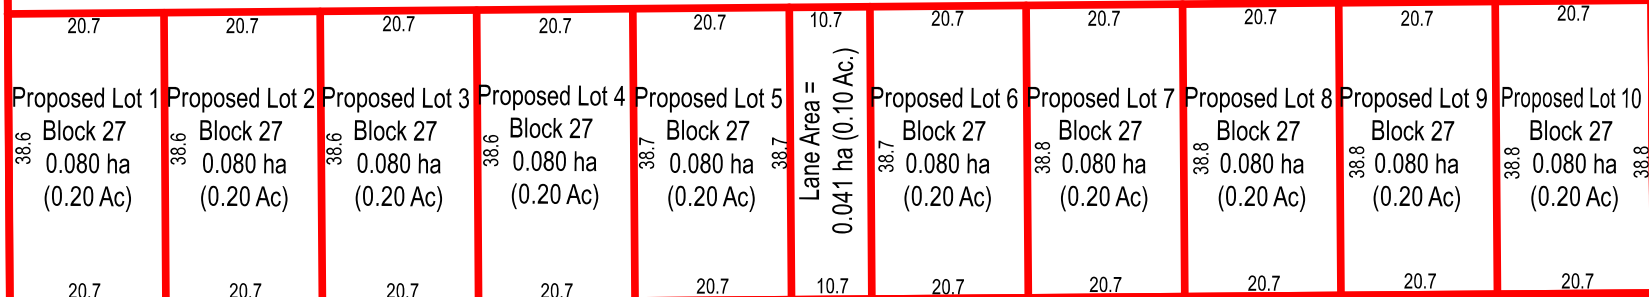 20.7
Proposed Lot 1
Block 27
0.080 ha
(0.20 Ac)
38.6
20.7
20.7
Proposed Lot 2
Block 27
0.080 ha
(0.20 Ac)
38.6
20.7
20.7
Proposed Lot 3
Block 27
0.080 ha
(0.20 Ac)
38.6
20.7
20.7
Proposed Lot 4
Block 27
0.080 ha
(0.20 Ac)
38.6
20.7
20.7
Proposed Lot 5
Block 27
0.080 ha
(0.20 Ac)
38.7
38.7
20.7
10.7
Lane Area =
0.041 ha (0.10 Ac.)
10.7
20.7
Proposed Lot 6
Block 27
0.080 ha
(0.20 Ac)
38.7
20.7
20.7
Proposed Lot 7
Block 27
0.080 ha
(0.20 Ac)
38.8
20.7
20.7
Proposed Lot 8
Block 27
0.080 ha
(0.20 Ac)
38.8
20.7
20.7
Proposed Lot 9
Block 27
0.080 ha
(0.20 Ac)
38.8
20.7
20.7
Proposed Lot 10
Block 27
0.080 ha
(0.20 Ac)
38.8
38.8
20.7